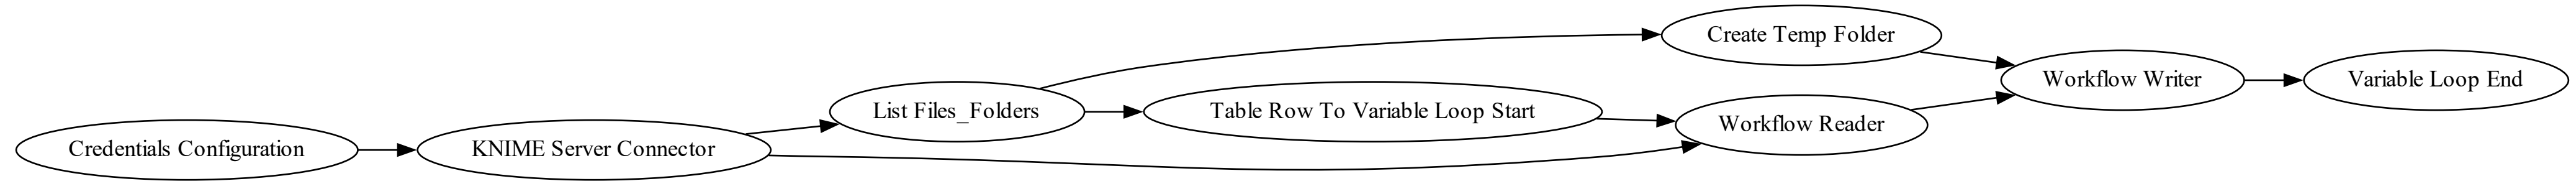 Credentials Configuration
KNIME Server Connector
List Files_Folders
Create Temp Folder
Table Row To Variable Loop Start
Workflow Reader
Workflow Writer
Variable Loop End